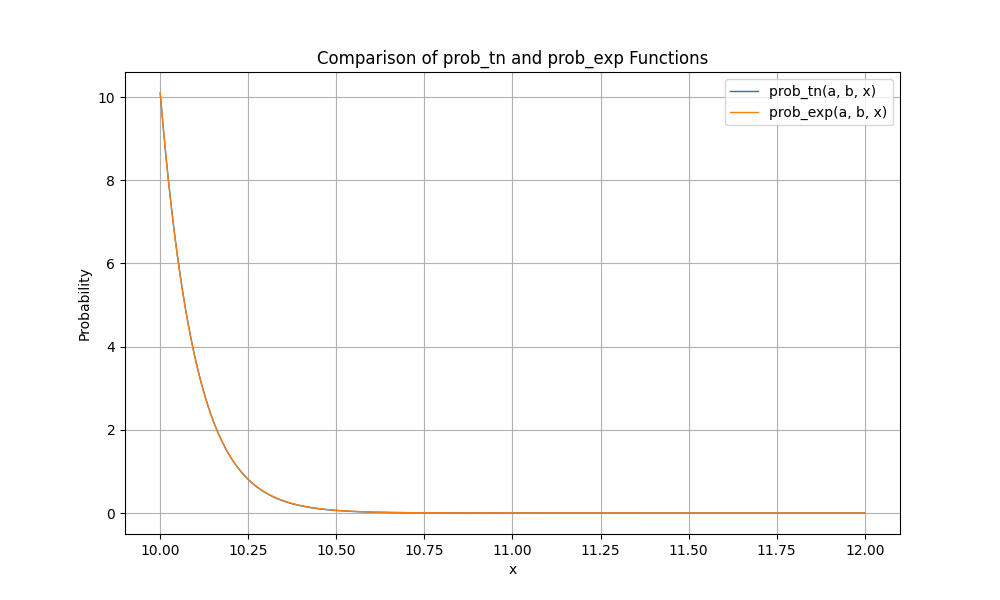 Comparison of prob_tn and prob_exp Functions
prob_tn(a, b, x)
prob_exp(a, b, x)
Probability
10
8
6
4
2
0
10.00 10.25 10.50 10.75 11.00 11.25 11.50 11.75 12.00
x